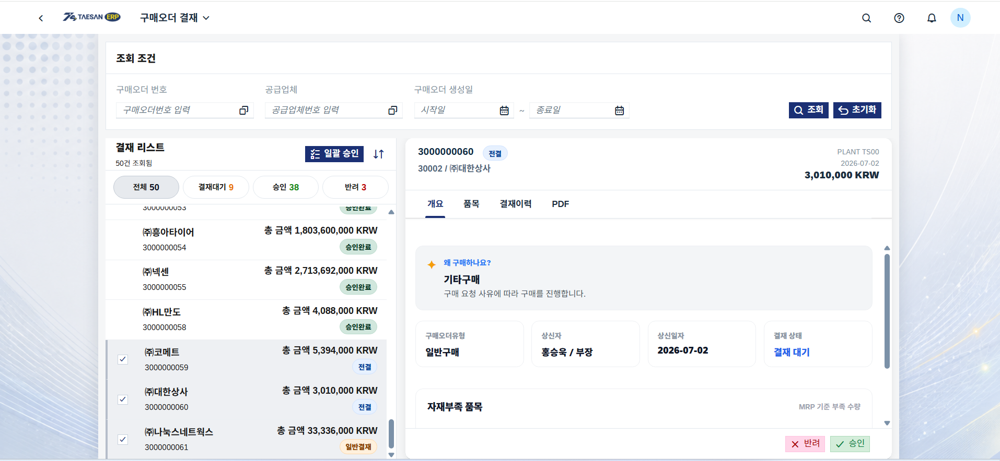 TAESAN ERP
구매오더 결재
N
조회 조건
구매오더 번호
공급업체
구매오더 생성일
구매오더번호 입력
공급업체번호 입력
시작일
~
종료일
조회
초기화
결재 리스트
50건 조회됨
일괄 승인
전체 50
결재대기 9
승인 38
반려 3
3000000053
승인완료
㈜흥아타이어
총 금액 1,803,600,000 KRW
3000000054
승인완료
㈜넥센
총 금액 2,713,692,000 KRW
3000000055
승인완료
㈜HL만도
총 금액 4,088,000 KRW
3000000058
승인완료
㈜코메트
총 금액 5,394,000 KRW
3000000059
전결
㈜대한상사
총 금액 3,010,000 KRW
3000000060
전결
㈜나눅스네트웍스
총 금액 33,336,000 KRW
3000000061
일반결재
3000000060
전결
30002 / ㈜대한상사
PLANT TS00
2026-07-02
3,010,000 KRW
개요
품목
결재이력
PDF
왜 구매하나요?
기타구매
구매 요청 사유에 따라 구매를 진행합니다.
구매오더유형
일반구매
상신자
홍승욱 / 부장
상신일자
2026-07-02
결재 상태
결재 대기
자재부족 품목
MRP 기준 부족 수량
반려
승인